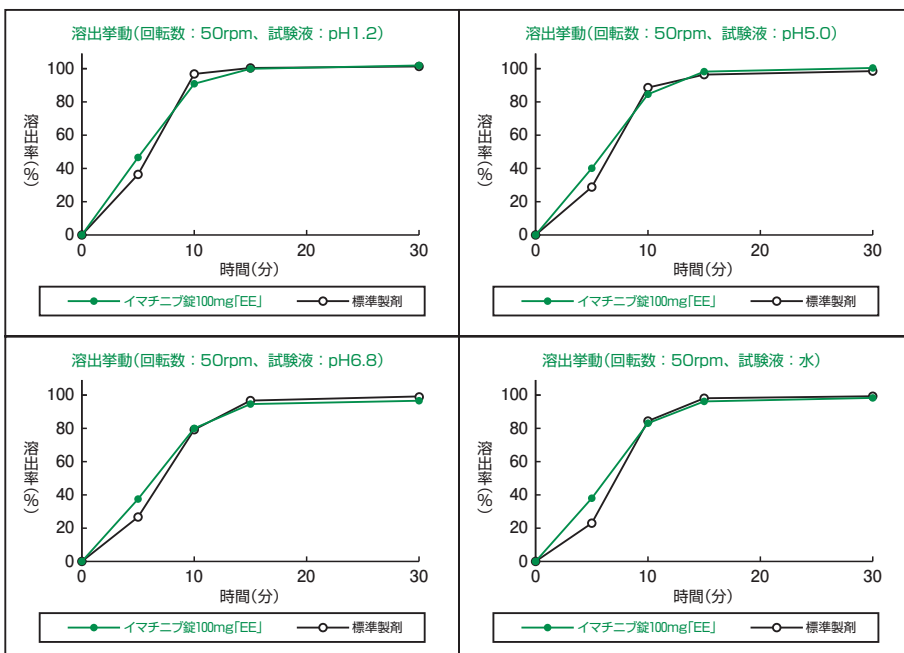 溶出挙動(回転数：50rpm、試験液：pH1.2)
溶出率(%)
100
80
60
40
20
0
0 10 20 30
時間(分)
イマチニブ錠100mg「EE」 標準製剤
溶出挙動(回転数：50rpm、試験液：pH5.0)
溶出率(%)
100
80
60
40
20
0
0 10 20 30
時間(分)
イマチニブ錠100mg「EE」 標準製剤
溶出挙動(回転数：50rpm、試験液：pH6.8)
溶出率(%)
100
80
60
40
20
0
0 10 20 30
時間(分)
イマチニブ錠100mg「EE」 標準製剤
溶出挙動(回転数：50rpm、試験液：水)
溶出率(%)
100
80
60
40
20
0
0 10 20 30
時間(分)
イマチニブ錠100mg「EE」 標準製剤